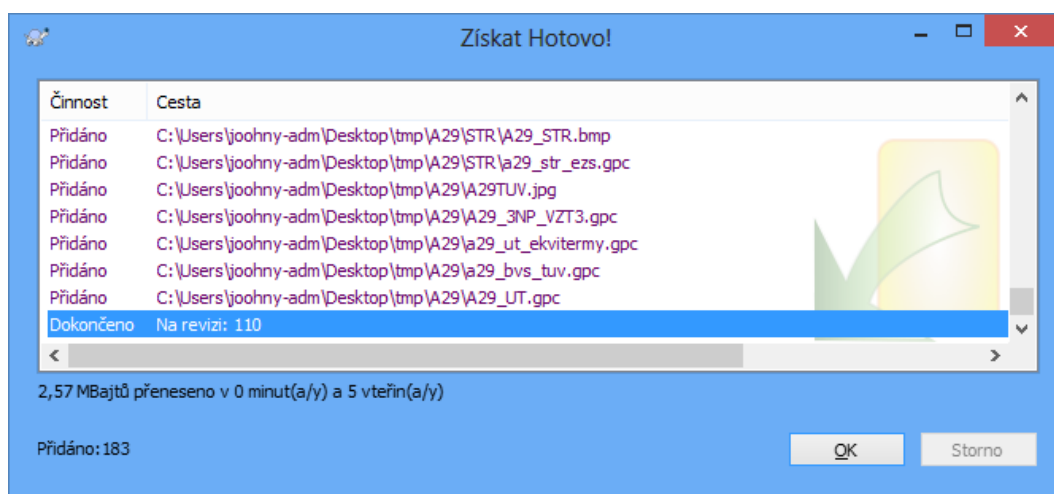 Získat Hotovo!
Činnost Cesta
Přidáno C:\Users\joohny-adm\Desktop\tmp\A29\STR\A29_STR.bmp
Přidáno C:\Users\joohny-adm\Desktop\tmp\A29\STR\a29_str_ezs.gpc
Přidáno C:\Users\joohny-adm\Desktop\tmp\A29\A29TUV.jpg
Přidáno C:\Users\joohny-adm\Desktop\tmp\A29\A29_3NP_VZT3.gpc
Přidáno C:\Users\joohny-adm\Desktop\tmp\A29\a29_ut_ekvitermy.gpc
Přidáno C:\Users\joohny-adm\Desktop\tmp\A29\a29_bvs_tuv.gpc
Přidáno C:\Users\joohny-adm\Desktop\tmp\A29\A29_UT.gpc
Dokončeno Na revizi: 110
2,57 MBajtů přeneseno v 0 minut(a/y) a 5 vteřin(a/y)
Přidáno:183
OK Storno